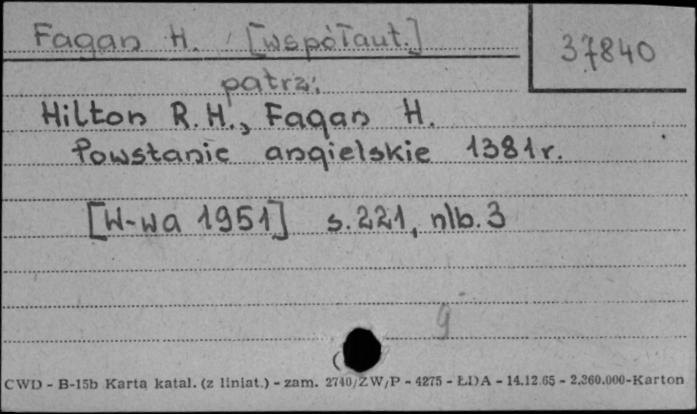 Fagan H. [współaut.]
37840
patrz:
Hilton R.H., Fagan H.
Powstanie angielskie 1381r.
[W-wa 1951] s.221, nlb.3
9
CWD - B-15b Karta katal. (z liniat.) - zam. 2740/ZW/P - 4275 - ŁDA - 14.12.65 - 2.360.000-Karton